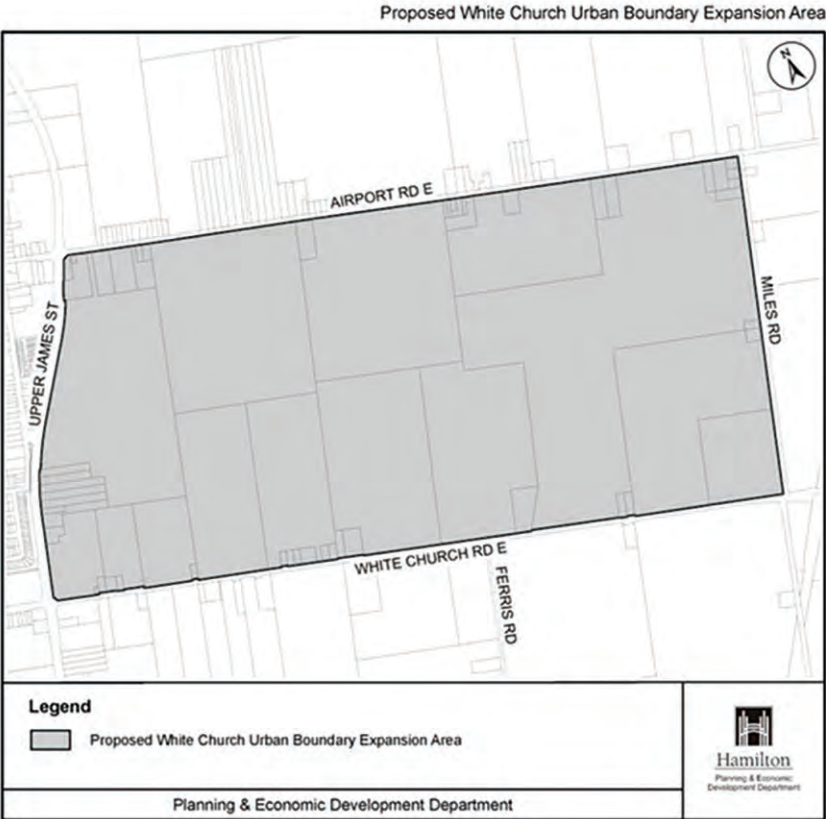 Proposed White Church Urban Boundary Expansion Area
N
AIRPORT RD E
UPPER JAMES ST
MILES RD
WHITE CHURCH RD E
FERRIS RD
Legend
Proposed White Church Urban Boundary Expansion Area
Hamilton
Planning & Economic
Development Department
Planning & Economic Development Department